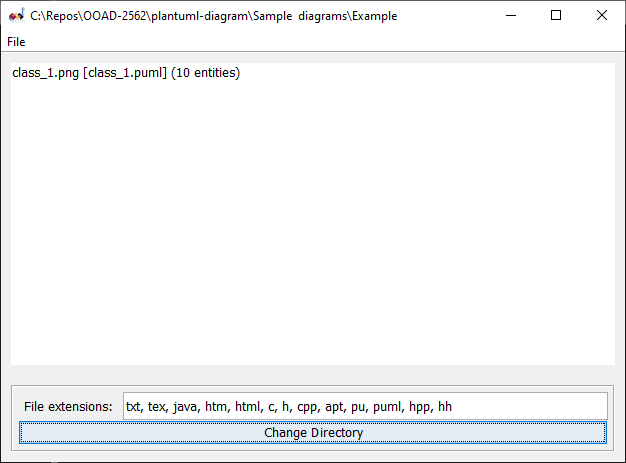 C:\Repos\OOAD-2562\plantuml-diagram\Sample diagrams\Example
File
class_1.png [class_1.puml] (10 entities)
File extensions: txt, tex, java, htm, html, c, h, cpp, apt, pu, puml, hpp, hh
Change Directory